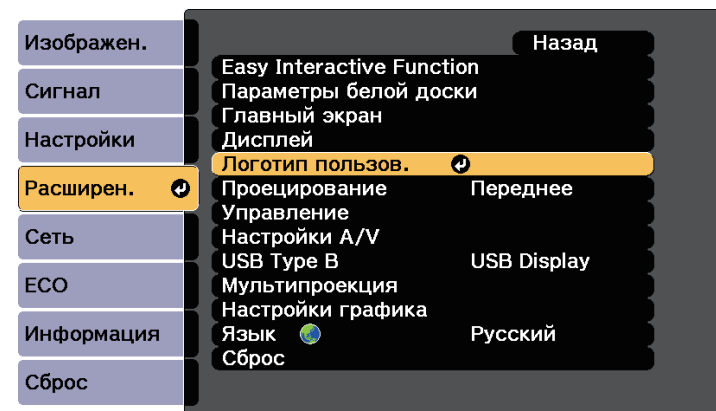 Изображен.
Сигнал
Настройки
Расширен.
Сеть
ECO
Информация
Сброс
Назад
Easy Interactive Function
Параметры белой доски
Главный экран
Дисплей
Логотип пользов.
Проецирование Переднее
Управление
Настройки A/V
USB Type B USB Display
Мультипроекция
Настройки графика
Язык Русский
Сброс